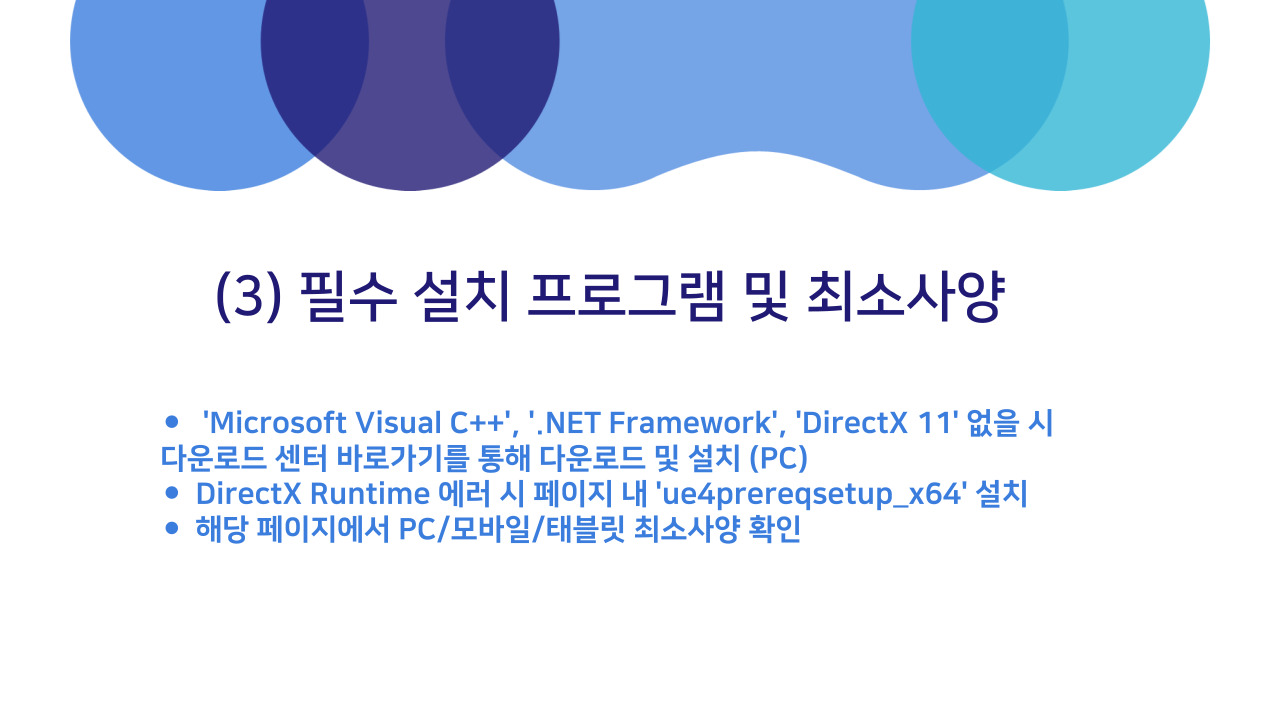 (3) 필수 설치 프로그램 및 최소사양
• 'Microsoft Visual C++', '.NET Framework', 'DirectX 11' 없을 시
다운로드 센터 바로가기를 통해 다운로드 및 설치 (PC)
• DirectX Runtime 에러 시 페이지 내 'ue4prereqsetup_x64' 설치
• 해당 페이지에서 PC/모바일/태블릿 최소사양 확인